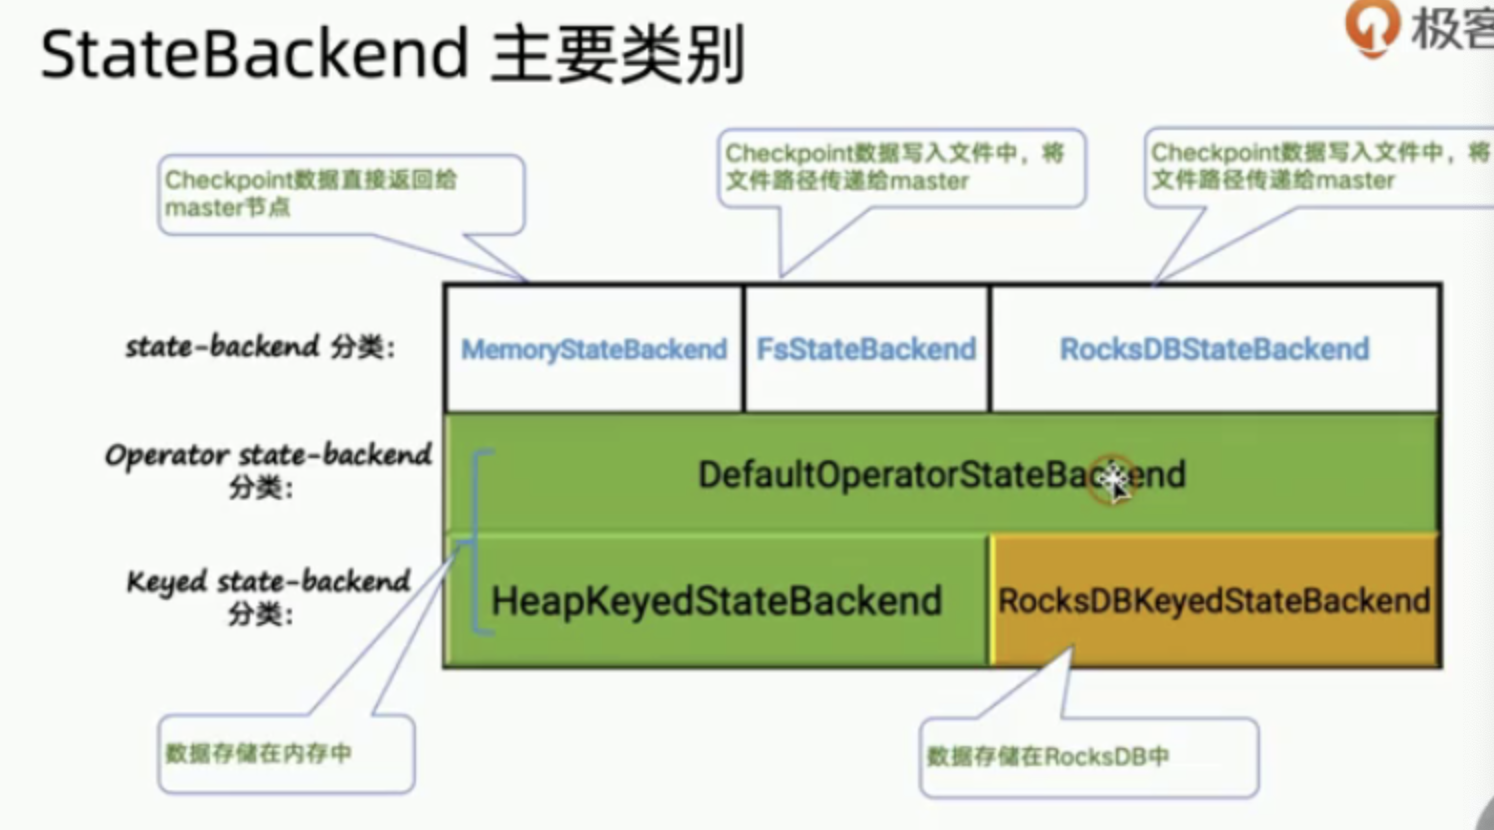 StateBackend 主要类别
极客
Checkpoint数据直接返回给
master节点
Checkpoint数据写入文件中，将
文件路径传递给master
Checkpoint数据写入文件中，将
文件路径传递给master
state-backend 分类：
MemoryStateBackend
FsStateBackend
RocksDBStateBackend
Operator state-backend
分类：
DefaultOperatorStateBackend
Keyed state-backend
分类：
HeapKeyedStateBackend
RocksDBKeyedStateBackend
数据存储在内存中
数据存储在RocksDB中